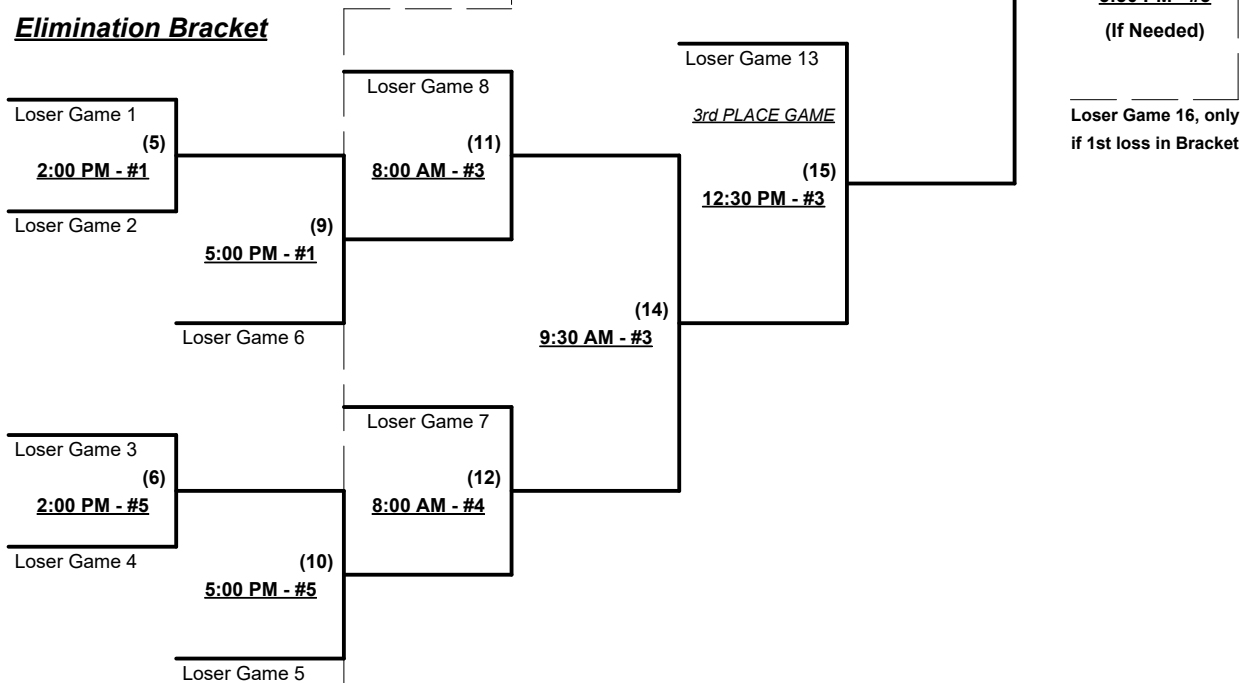 Elimination Bracket
(If Needed)
Loser Game 13
Loser Game 8
Loser Game 1
3rd PLACE GAME
Loser Game 16, only
if 1st loss in Bracket
(5)
2:00 PM - #1
(11)
8:00 AM - #3
(15)
12:30 PM - #3
Loser Game 2
(9)
5:00 PM - #1
Loser Game 6
(14)
9:30 AM - #3
Loser Game 7
Loser Game 3
(6)
2:00 PM - #5
(12)
8:00 AM - #4
Loser Game 4
(10)
5:00 PM - #5
Loser Game 5